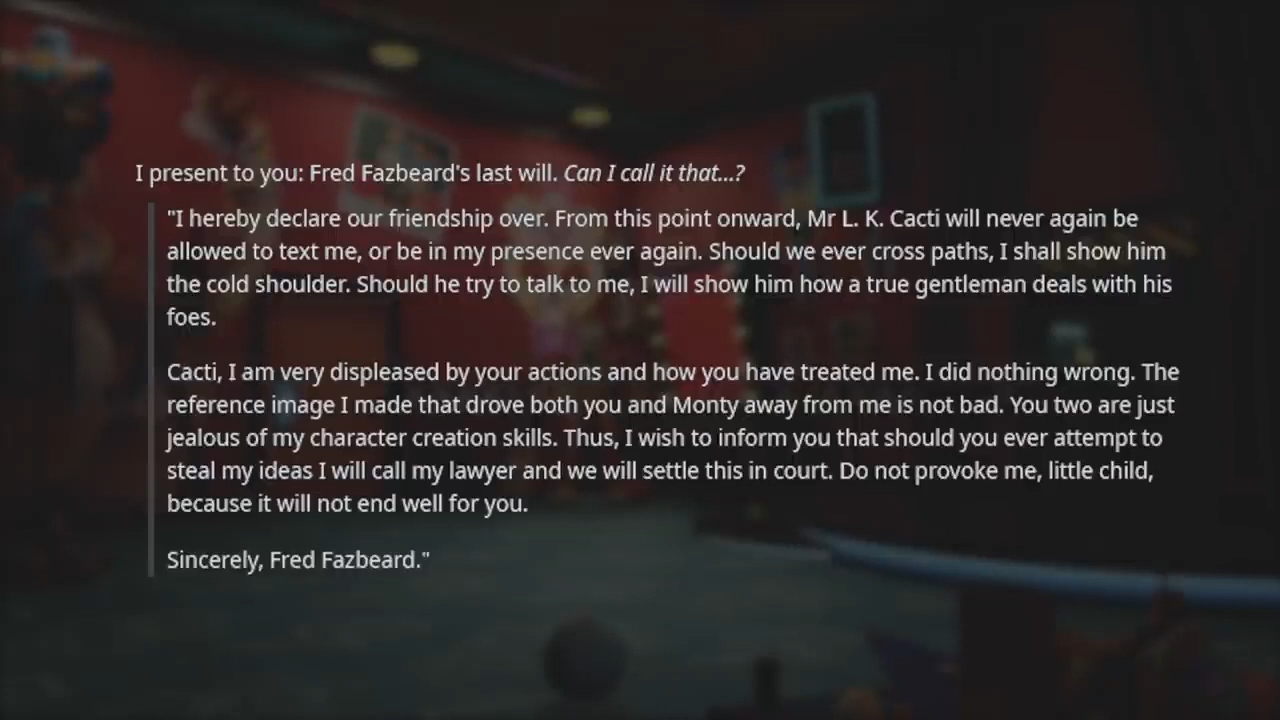 I present to you: Fred Fazbeard's last will. Can I call it that...?
"I hereby declare our friendship over. From this point onward, Mr L. K. Cacti will never again be
allowed to text me, or be in my presence ever again. Should we ever cross paths, I shall show him
the cold shoulder. Should he try to talk to me, I will show him how a true gentleman deals with his
foes.
Cacti, I am very displeased by your actions and how you have treated me. I did nothing wrong. The
reference image I made that drove both you and Monty away from me is not bad. You two are just
jealous of my character creation skills. Thus, I wish to inform you that should you ever attempt to
steal my ideas I will call my lawyer and we will settle this in court. Do not provoke me, little child,
because it will not end well for you.
Sincerely, Fred Fazbeard."